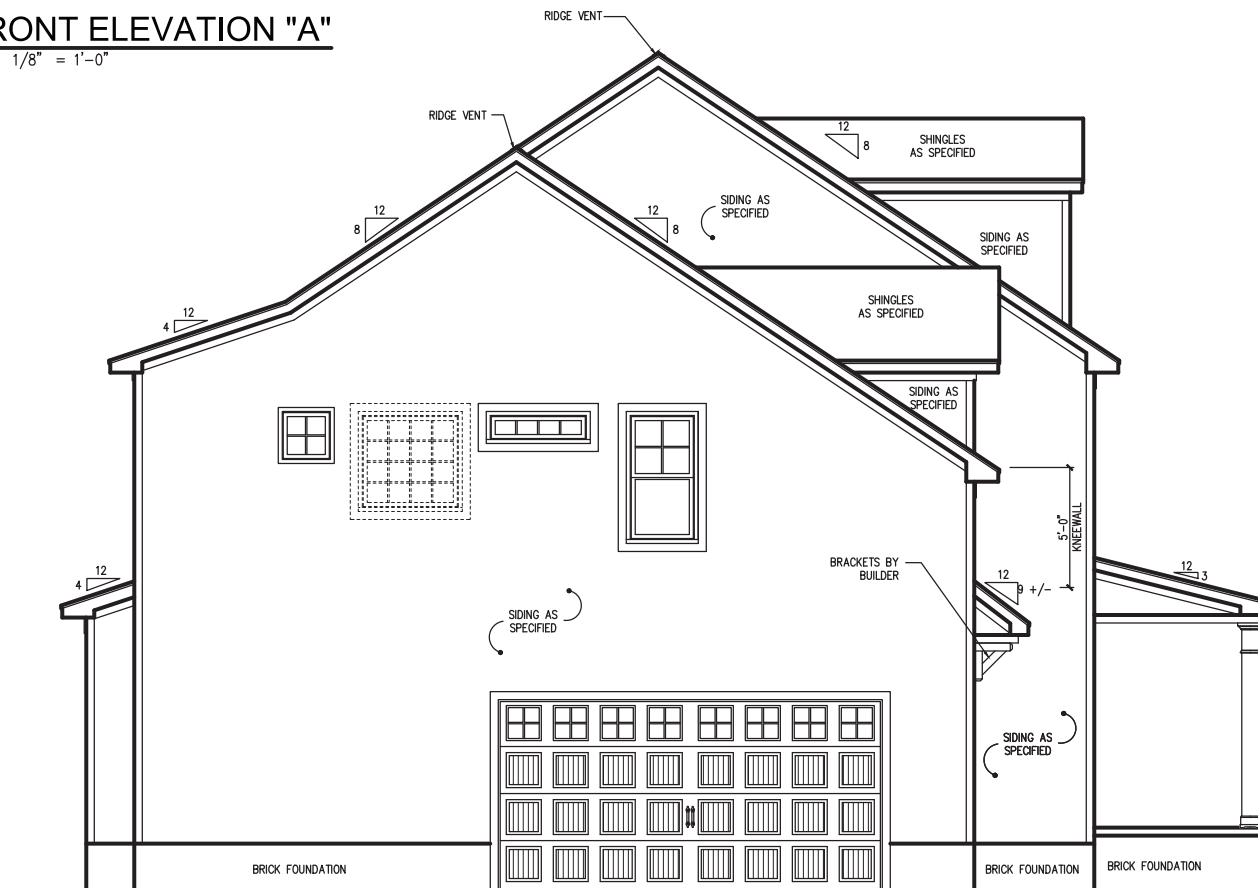 RONT ELEVATION "A"
1/8" = 1'-0"
RIDGE VENT
RIDGE VENT
12
8
SHINGLES
AS SPECIFIED
SIDING AS
SPECIFIED
12
8
12
8
SIDING AS
SPECIFIED
12
4
SHINGLES
AS SPECIFIED
SIDING AS
SPECIFIED
5'-0"
KNEEWALL
BRACKETS BY
BUILDER
12
4
12
9 +/-
12
3
SIDING AS
SPECIFIED
SIDING AS
SPECIFIED
BRICK FOUNDATION
BRICK FOUNDATION
BRICK FOUNDATION